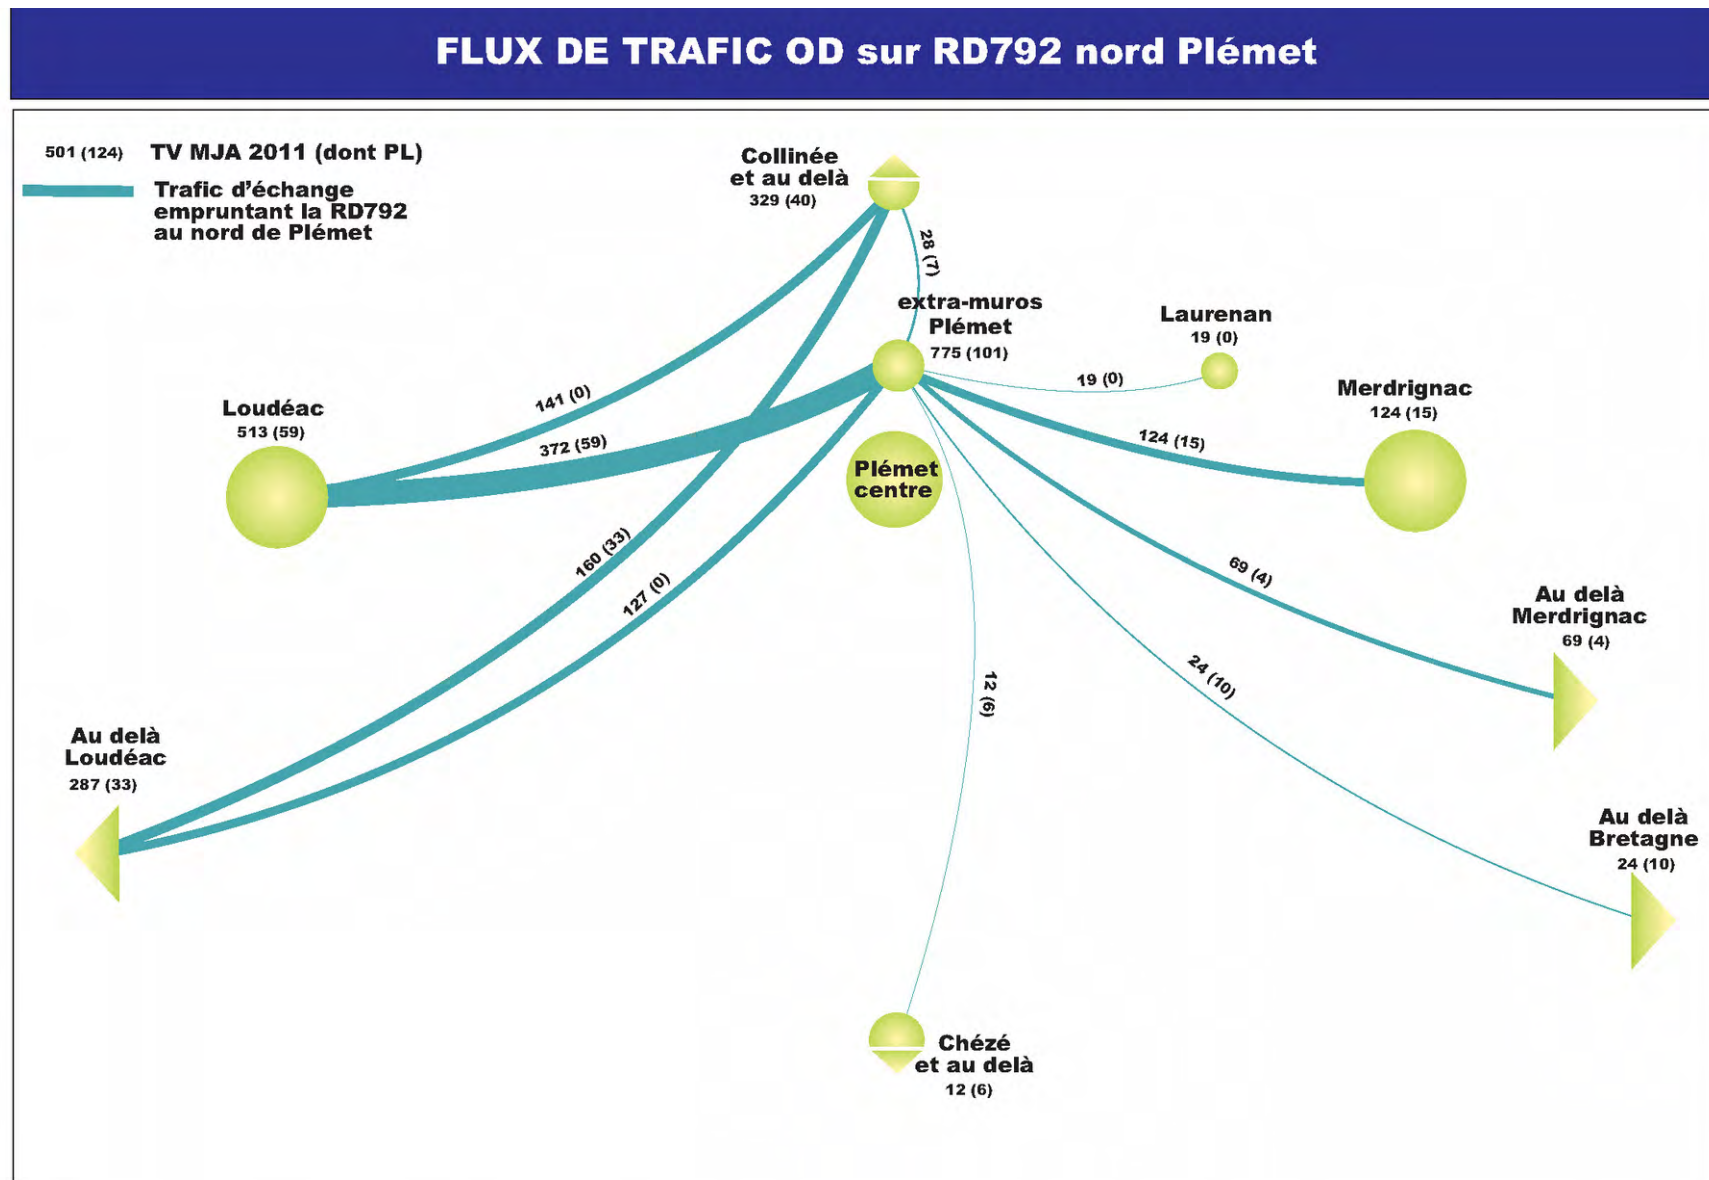 FLUX DE TRAFIC OD sur RD792 nord Plémet
501 (124) TV MJA 2011 (dont PL)
Trafic d'échange
empruntant la RD792
au nord de Plémet
Collinée
et au delà
329 (40)
28 (7)
extra-muros
Plémet
775 (101)
Laurenan
19 (0)
19 (0)
Merdrignac
124 (15)
124 (15)
Loudéac
513 (59)
141 (0)
372 (59)
Plémet
centre
160 (33)
127 (0)
69 (4)
Au delà
Merdrignac
69 (4)
24 (10)
12 (6)
Au delà
Loudéac
287 (33)
Au delà
Bretagne
24 (10)
Chézé
et au delà
12 (6)